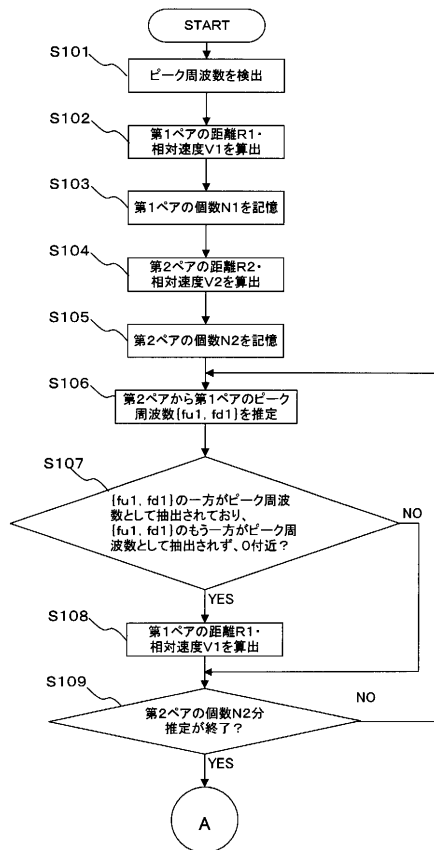 START
S101
ピーク周波数を検出
S102
第1ペアの距離R1・
相対速度V1を算出
S103
第1ペアの個数N1を記憶
S104
第2ペアの距離R2・
相対速度V2を算出
S105
第2ペアの個数N2を記憶
S106
第2ペアから第1ペアのピーク
周波数{fu1, fd1}を推定
S107
{fu1, fd1}の一方がピーク周波
数として抽出されており、
{fu1, fd1}のもう一方がピーク周
波数として抽出されず、0付近?
NO
YES
S108
第1ペアの距離R1・
相対速度V1を算出
S109
第2ペアの個数N2分
推定が終了?
NO
YES
A